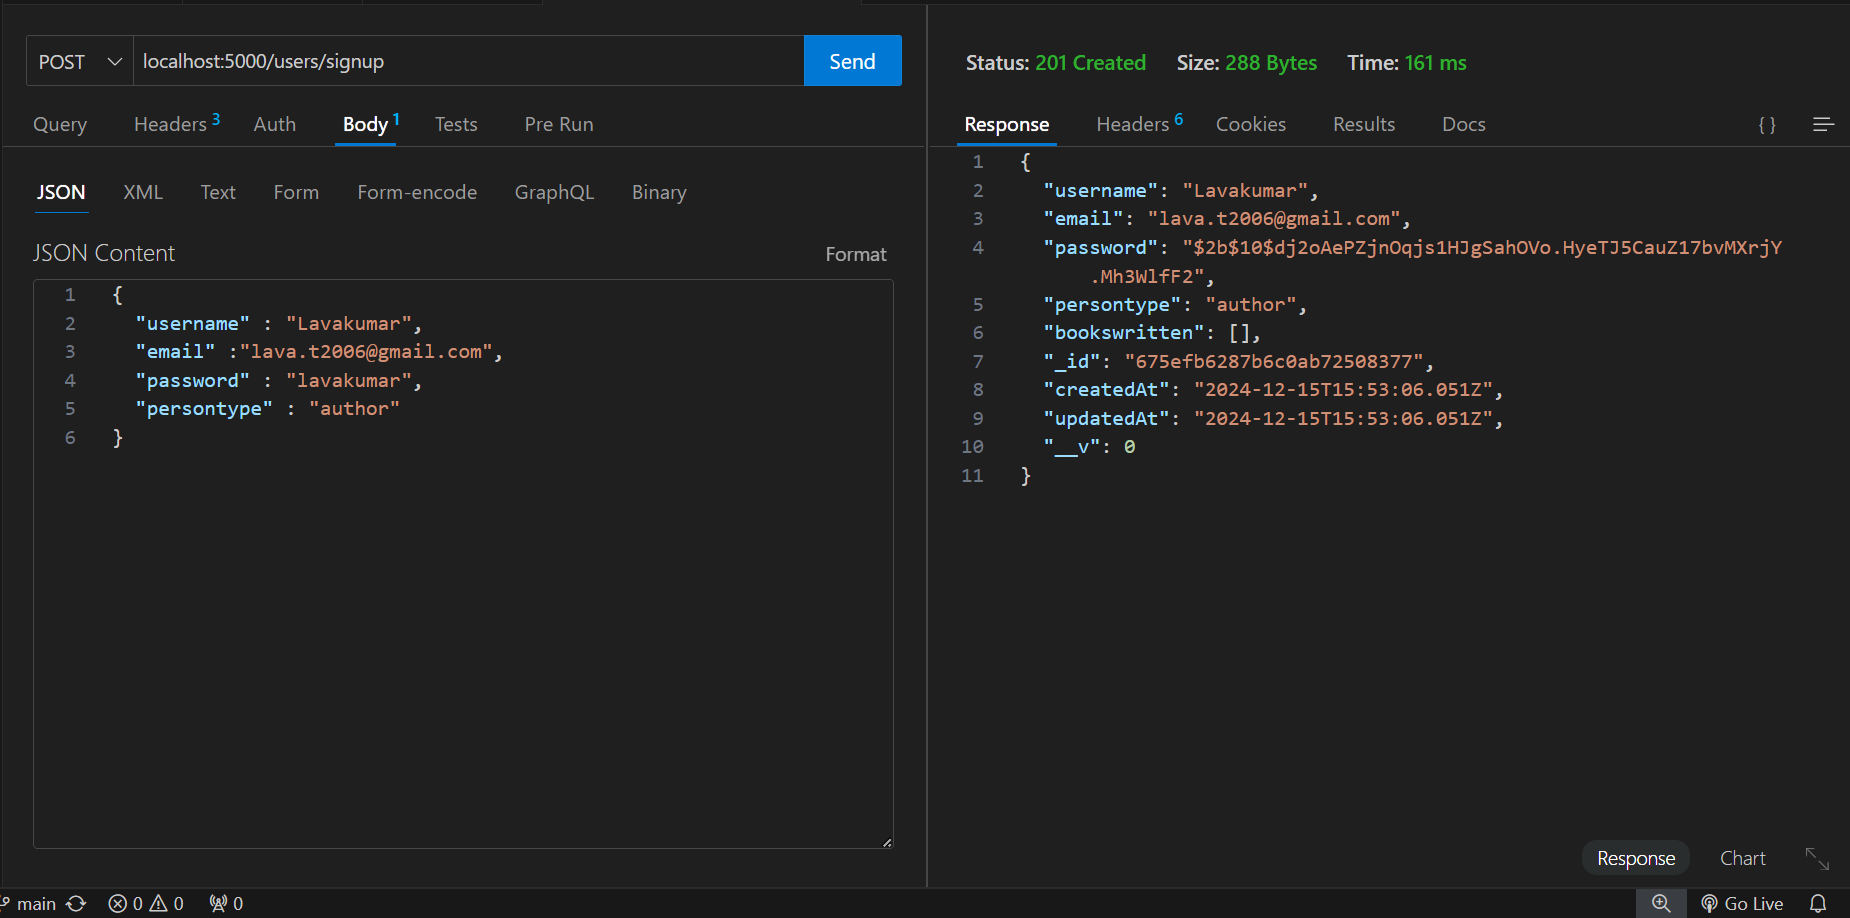 POST localhost:5000/users/signup Send
Query Headers 3 Auth Body 1 Tests Pre Run
JSON XML Text Form Form-encode GraphQL Binary
JSON Content Format
1 {
2 "username" : "Lavakumar",
3 "email" :"lava.t2006@gmail.com",
4 "password" : "lavakumar",
5 "persontype" : "author"
6 }
Status: 201 Created Size: 288 Bytes Time: 161 ms
Response Headers 6 Cookies Results Docs { }
1 {
2 "username": "Lavakumar",
3 "email": "lava.t2006@gmail.com",
4 "password": "$2b$10$dj2oAePZjnOqjs1HJgSahOVo.HyeTJ5CauZ17bvMXrjY
.Mh3WlfF2",
5 "persontype": "author",
6 "bookswritten": [],
7 "_id": "675efb6287b6c0ab72508377",
8 "createdAt": "2024-12-15T15:53:06.051Z",
9 "updatedAt": "2024-12-15T15:53:06.051Z",
10 "__v": 0
11 }
Response Chart
main 0 0 0 Go Live